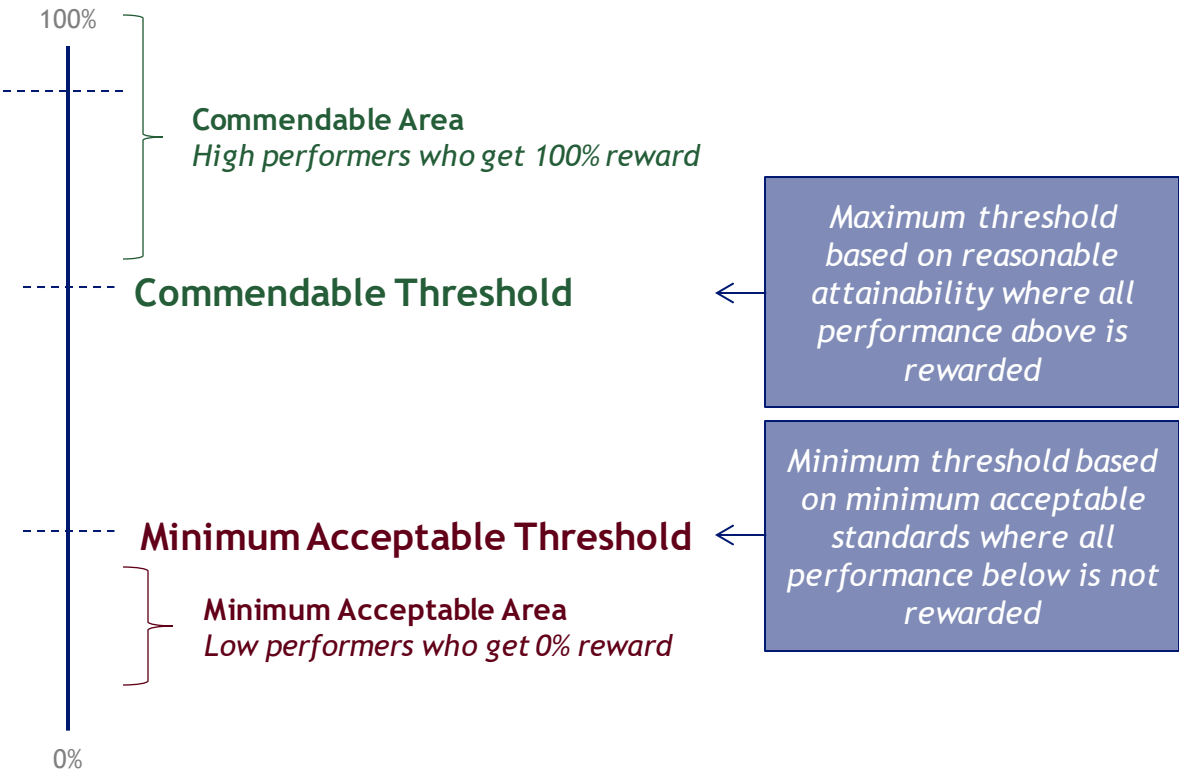 100%
Commendable Area
High performers who get 100% reward
Maximum threshold
based on reasonable
attainability where all
performance above is
rewarded
Commendable Threshold
Minimum threshold based
on minimum acceptable
standards where all
performance below is not
rewarded
Minimum Acceptable Threshold
Minimum Acceptable Area
Low performers who get 0% reward
0%